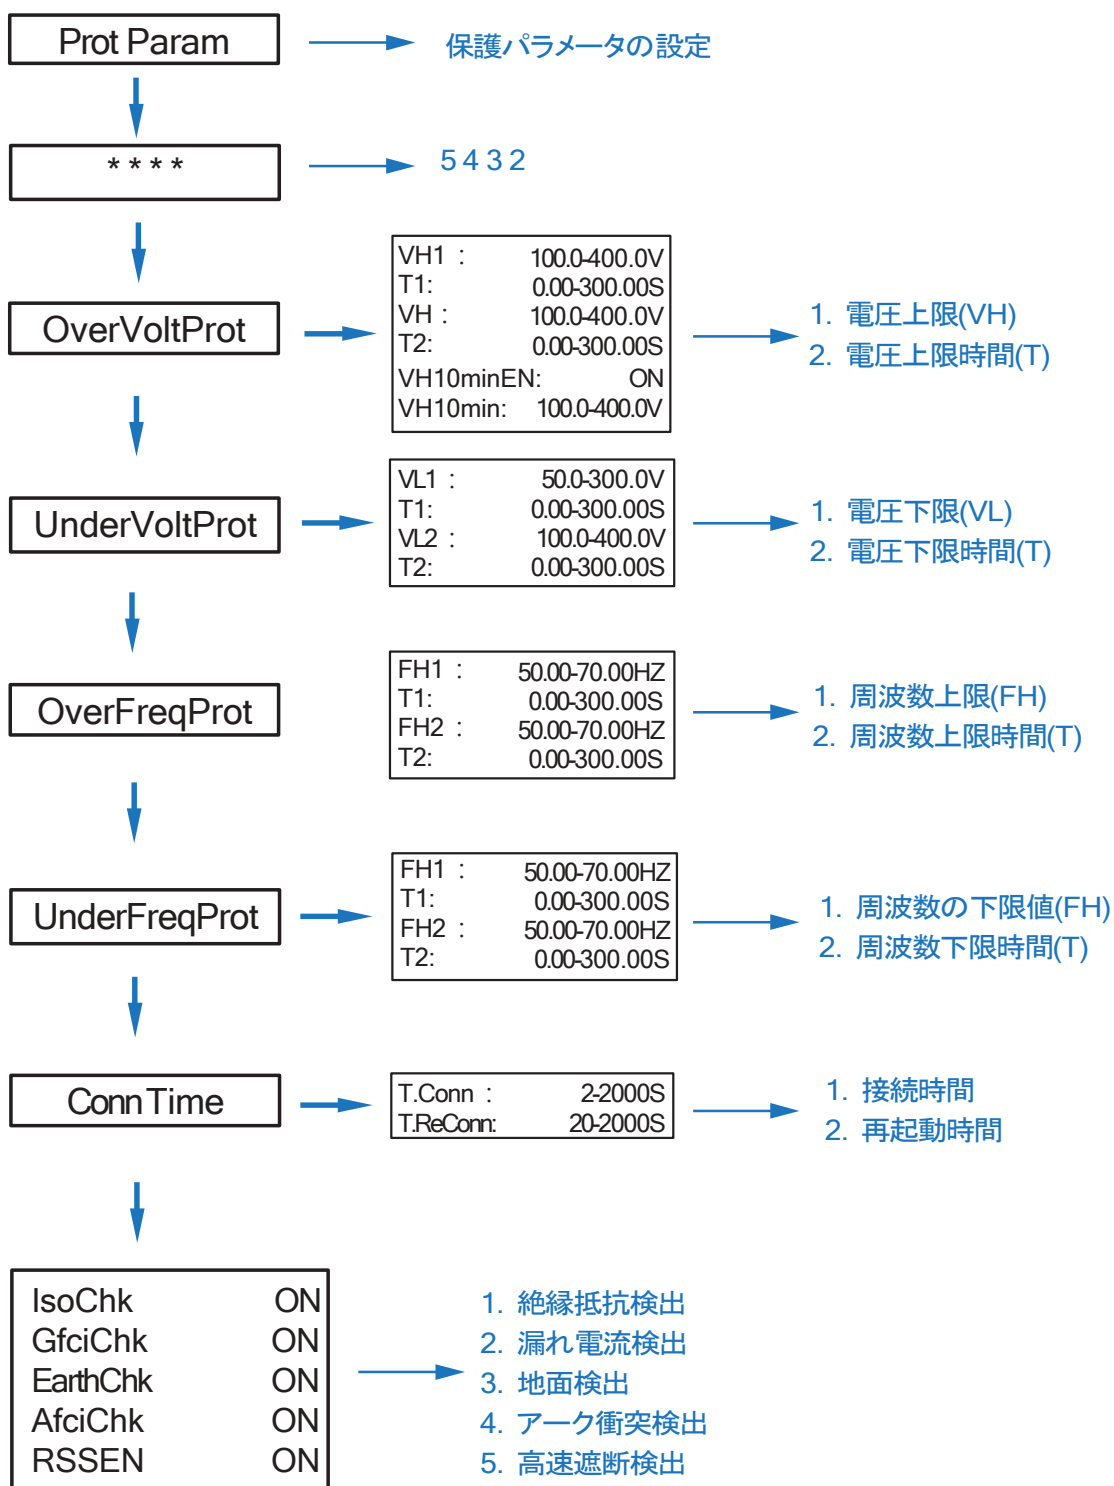 Prot Param
保護パラメータの設定
****
5432
OverVoltProt
VH1 : 100.0-400.0V
T1: 0.00-300.00S
VH : 100.0-400.0V
T2: 0.00-300.00S
VH10minEN: ON
VH10min: 100.0-400.0V
1. 電圧上限(VH)
2. 電圧上限時間(T)
UnderVoltProt
VL1 : 50.0-300.0V
T1: 0.00-300.00S
VL2 : 100.0-400.0V
T2: 0.00-300.00S
1. 電圧下限(VL)
2. 電圧下限時間(T)
OverFreqProt
FH1 : 50.00-70.00HZ
T1: 0.00-300.00S
FH2 : 50.00-70.00HZ
T2: 0.00-300.00S
1. 周波数上限(FH)
2. 周波数上限時間(T)
UnderFreqProt
FH1 : 50.00-70.00HZ
T1: 0.00-300.00S
FH2 : 50.00-70.00HZ
T2: 0.00-300.00S
1. 周波数の下限値(FH)
2. 周波数下限時間(T)
Conn Time
T.Conn : 2-2000S
T.ReConn: 20-2000S
1. 接続時間
2. 再起動時間
IsoChk ON
GfciChk ON
EarthChk ON
AfciChk ON
RSSEN ON
1. 絶縁抵抗検出
2. 漏れ電流検出
3. 地面検出
4. アーク衝突検出
5. 高速遮断検出